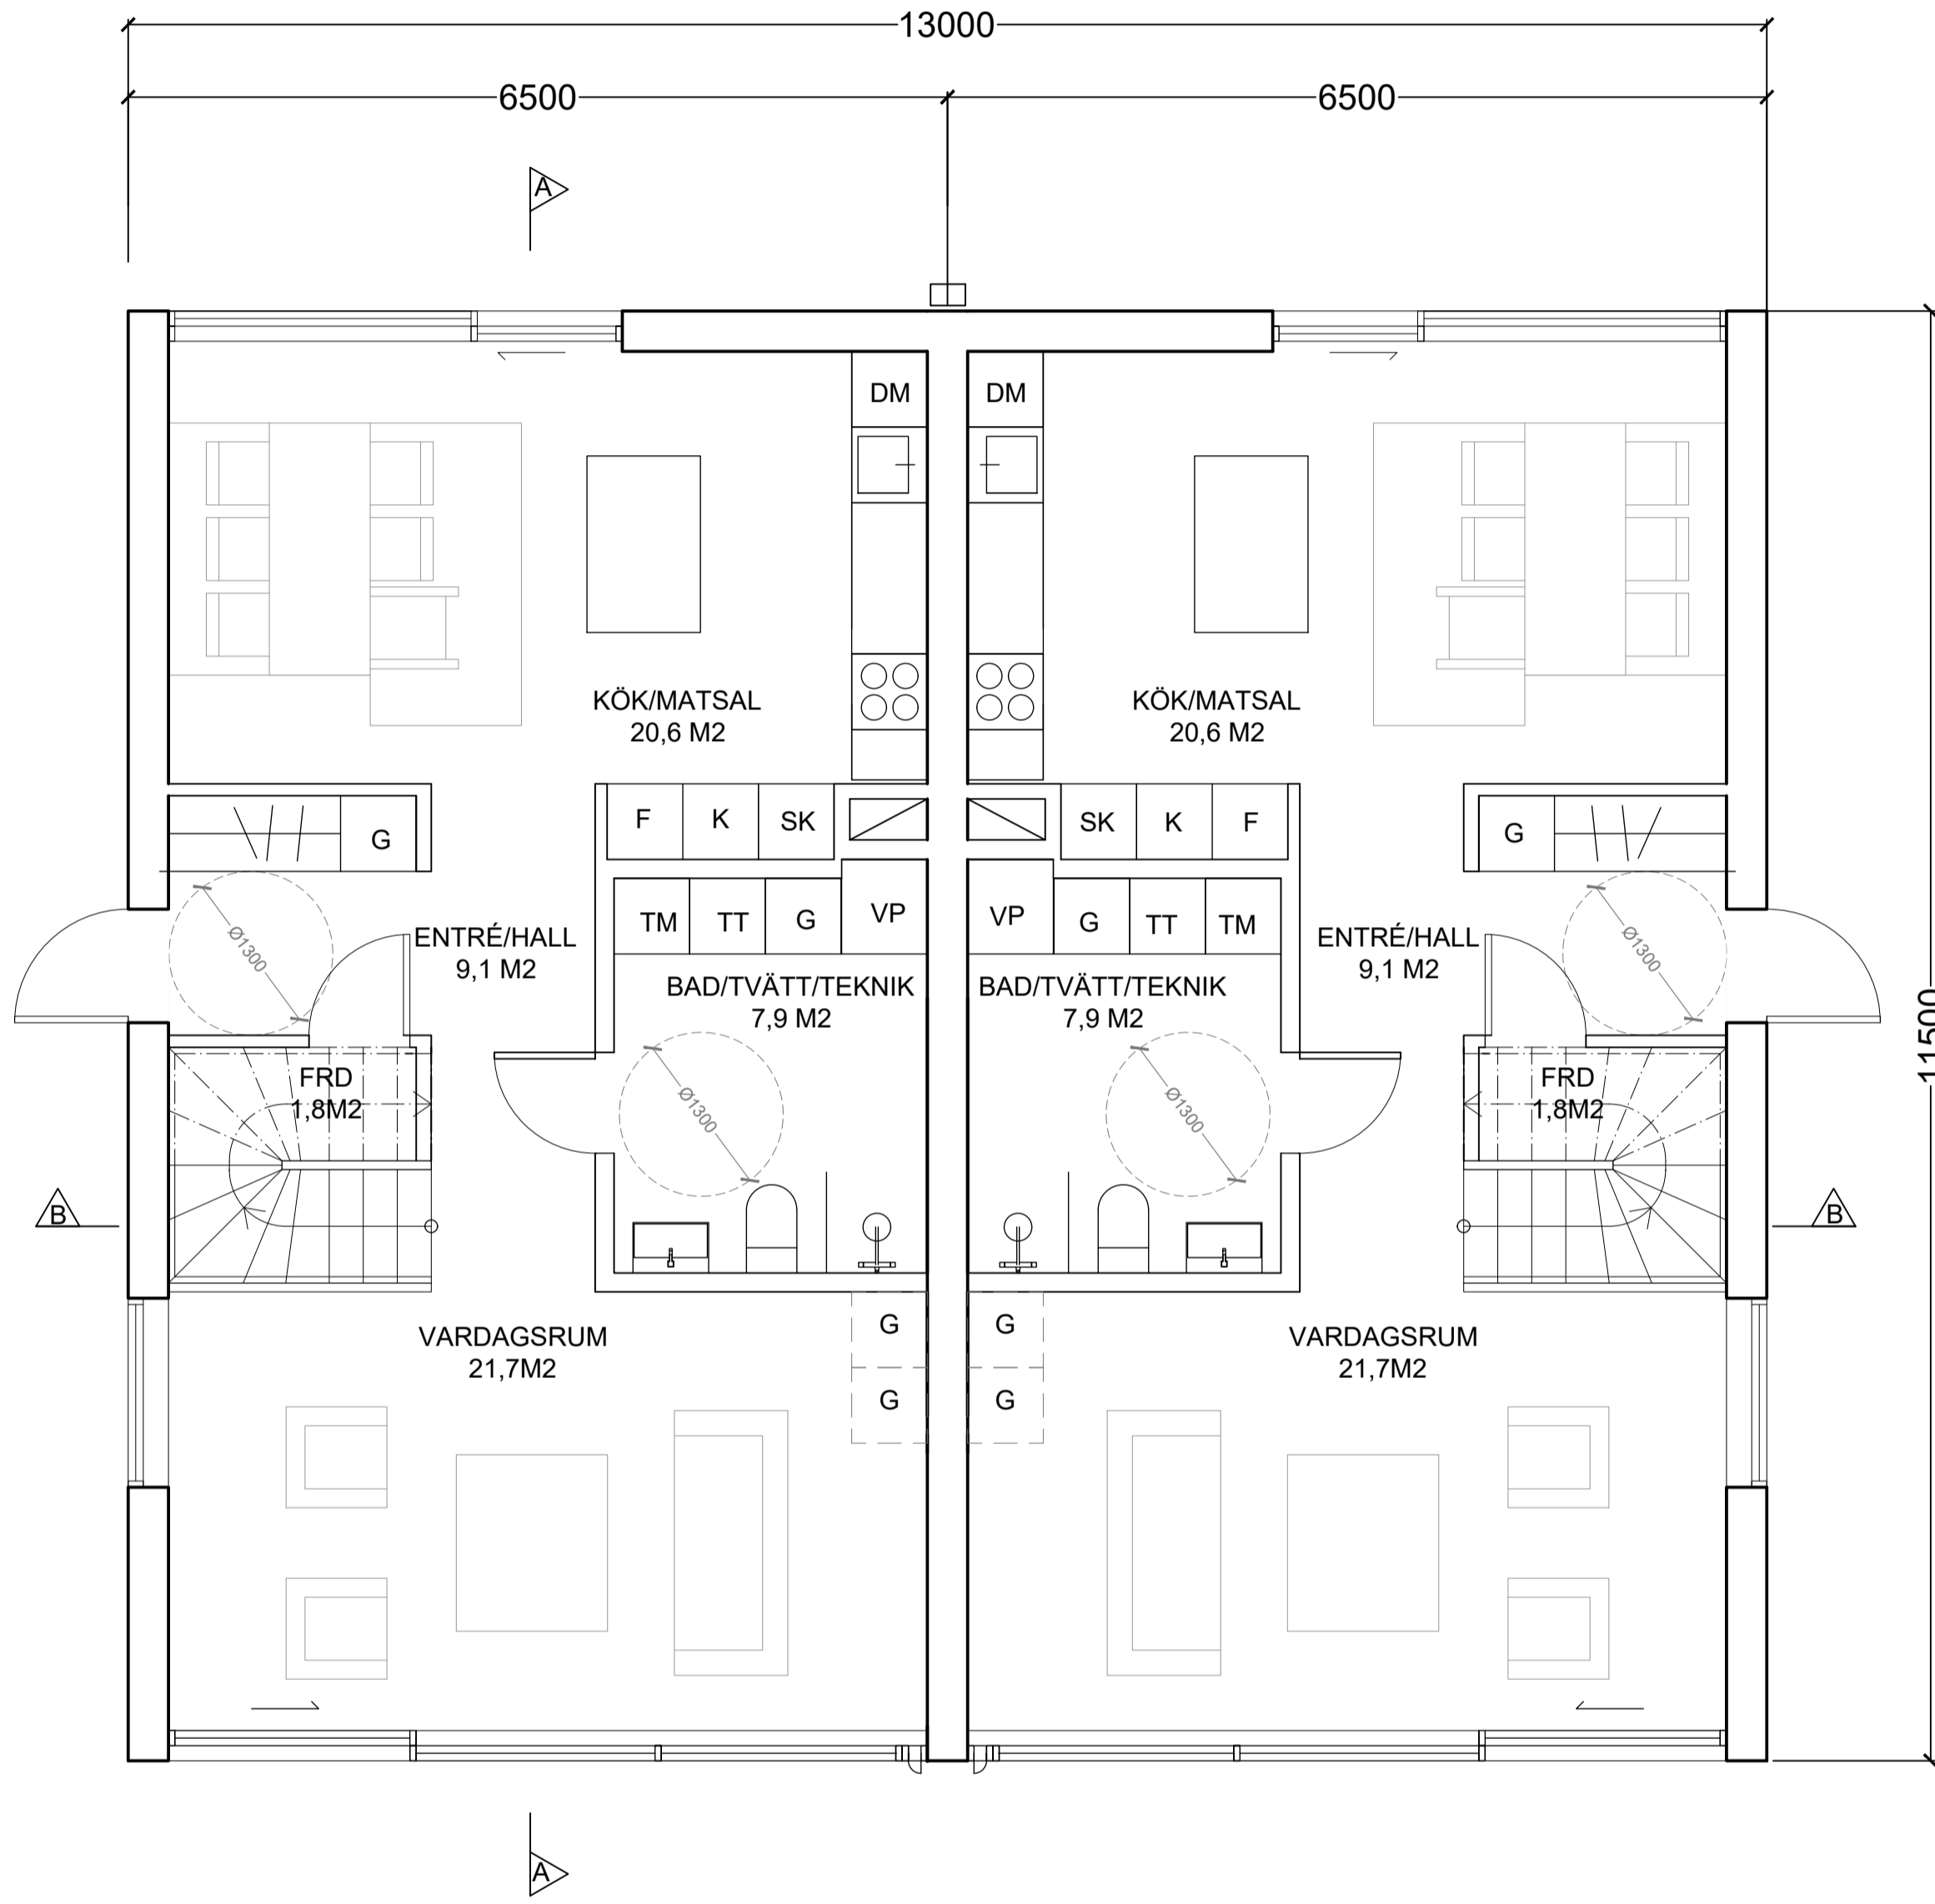 13000
6500 6500
A
DM DM
KÖK/MATSAL KÖK/MATSAL
20,6 M2 20,6 M2
F K SK SK K F
G G
TM TT G VP VP G TT TM
ENTRÉ/HALL ENTRÉ/HALL
9,1 M2 9,1 M2
Ø1300 Ø1300
BAD/TVÄTT/TEKNIK BAD/TVÄTT/TEKNIK
7,9 M2 7,9 M2
11500
FRD FRD
1,8M2 1,8M2
Ø1300 Ø1300
B B
VARDAGSRUM G G VARDAGSRUM
21,7M2 21,7M2
G G
A